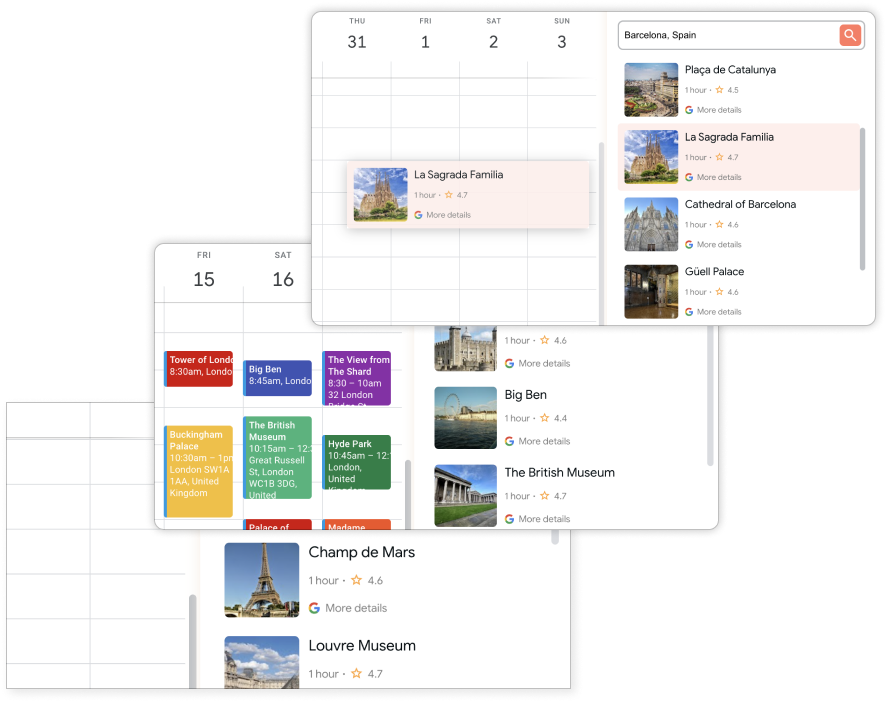 THU FRI SAT SUN
31 1 2 3
Barcelona, Spain
Plaça de Catalunya
1 hour · 4.5
More details
La Sagrada Familia
1 hour · 4.7
More details
Cathedral of Barcelona
1 hour · 4.6
More details
Güell Palace
1 hour · 4.6
More details
La Sagrada Familia
1 hour · 4.7
More details
FRI SAT
15 16
Tower of Londo
8:30am, Londo
Big Ben
8:45am, Londo
The View from
The Shard
8:30 – 10am
32 London
Bridge St
Buckingham
Palace
10:30am – 1pm
London SW1A
1AA, United
Kingdom
The British
Museum
10:15am – 12:
Great Russell
St, London
WC1B 3DG,
United
Hyde Park
10:45am – 12:
London,
United
Kingdom
Palace of
Madame
1 hour · 4.6
More details
Big Ben
1 hour · 4.4
More details
The British Museum
1 hour · 4.7
More details
Champ de Mars
1 hour · 4.6
More details
Louvre Museum
1 hour · 4.7